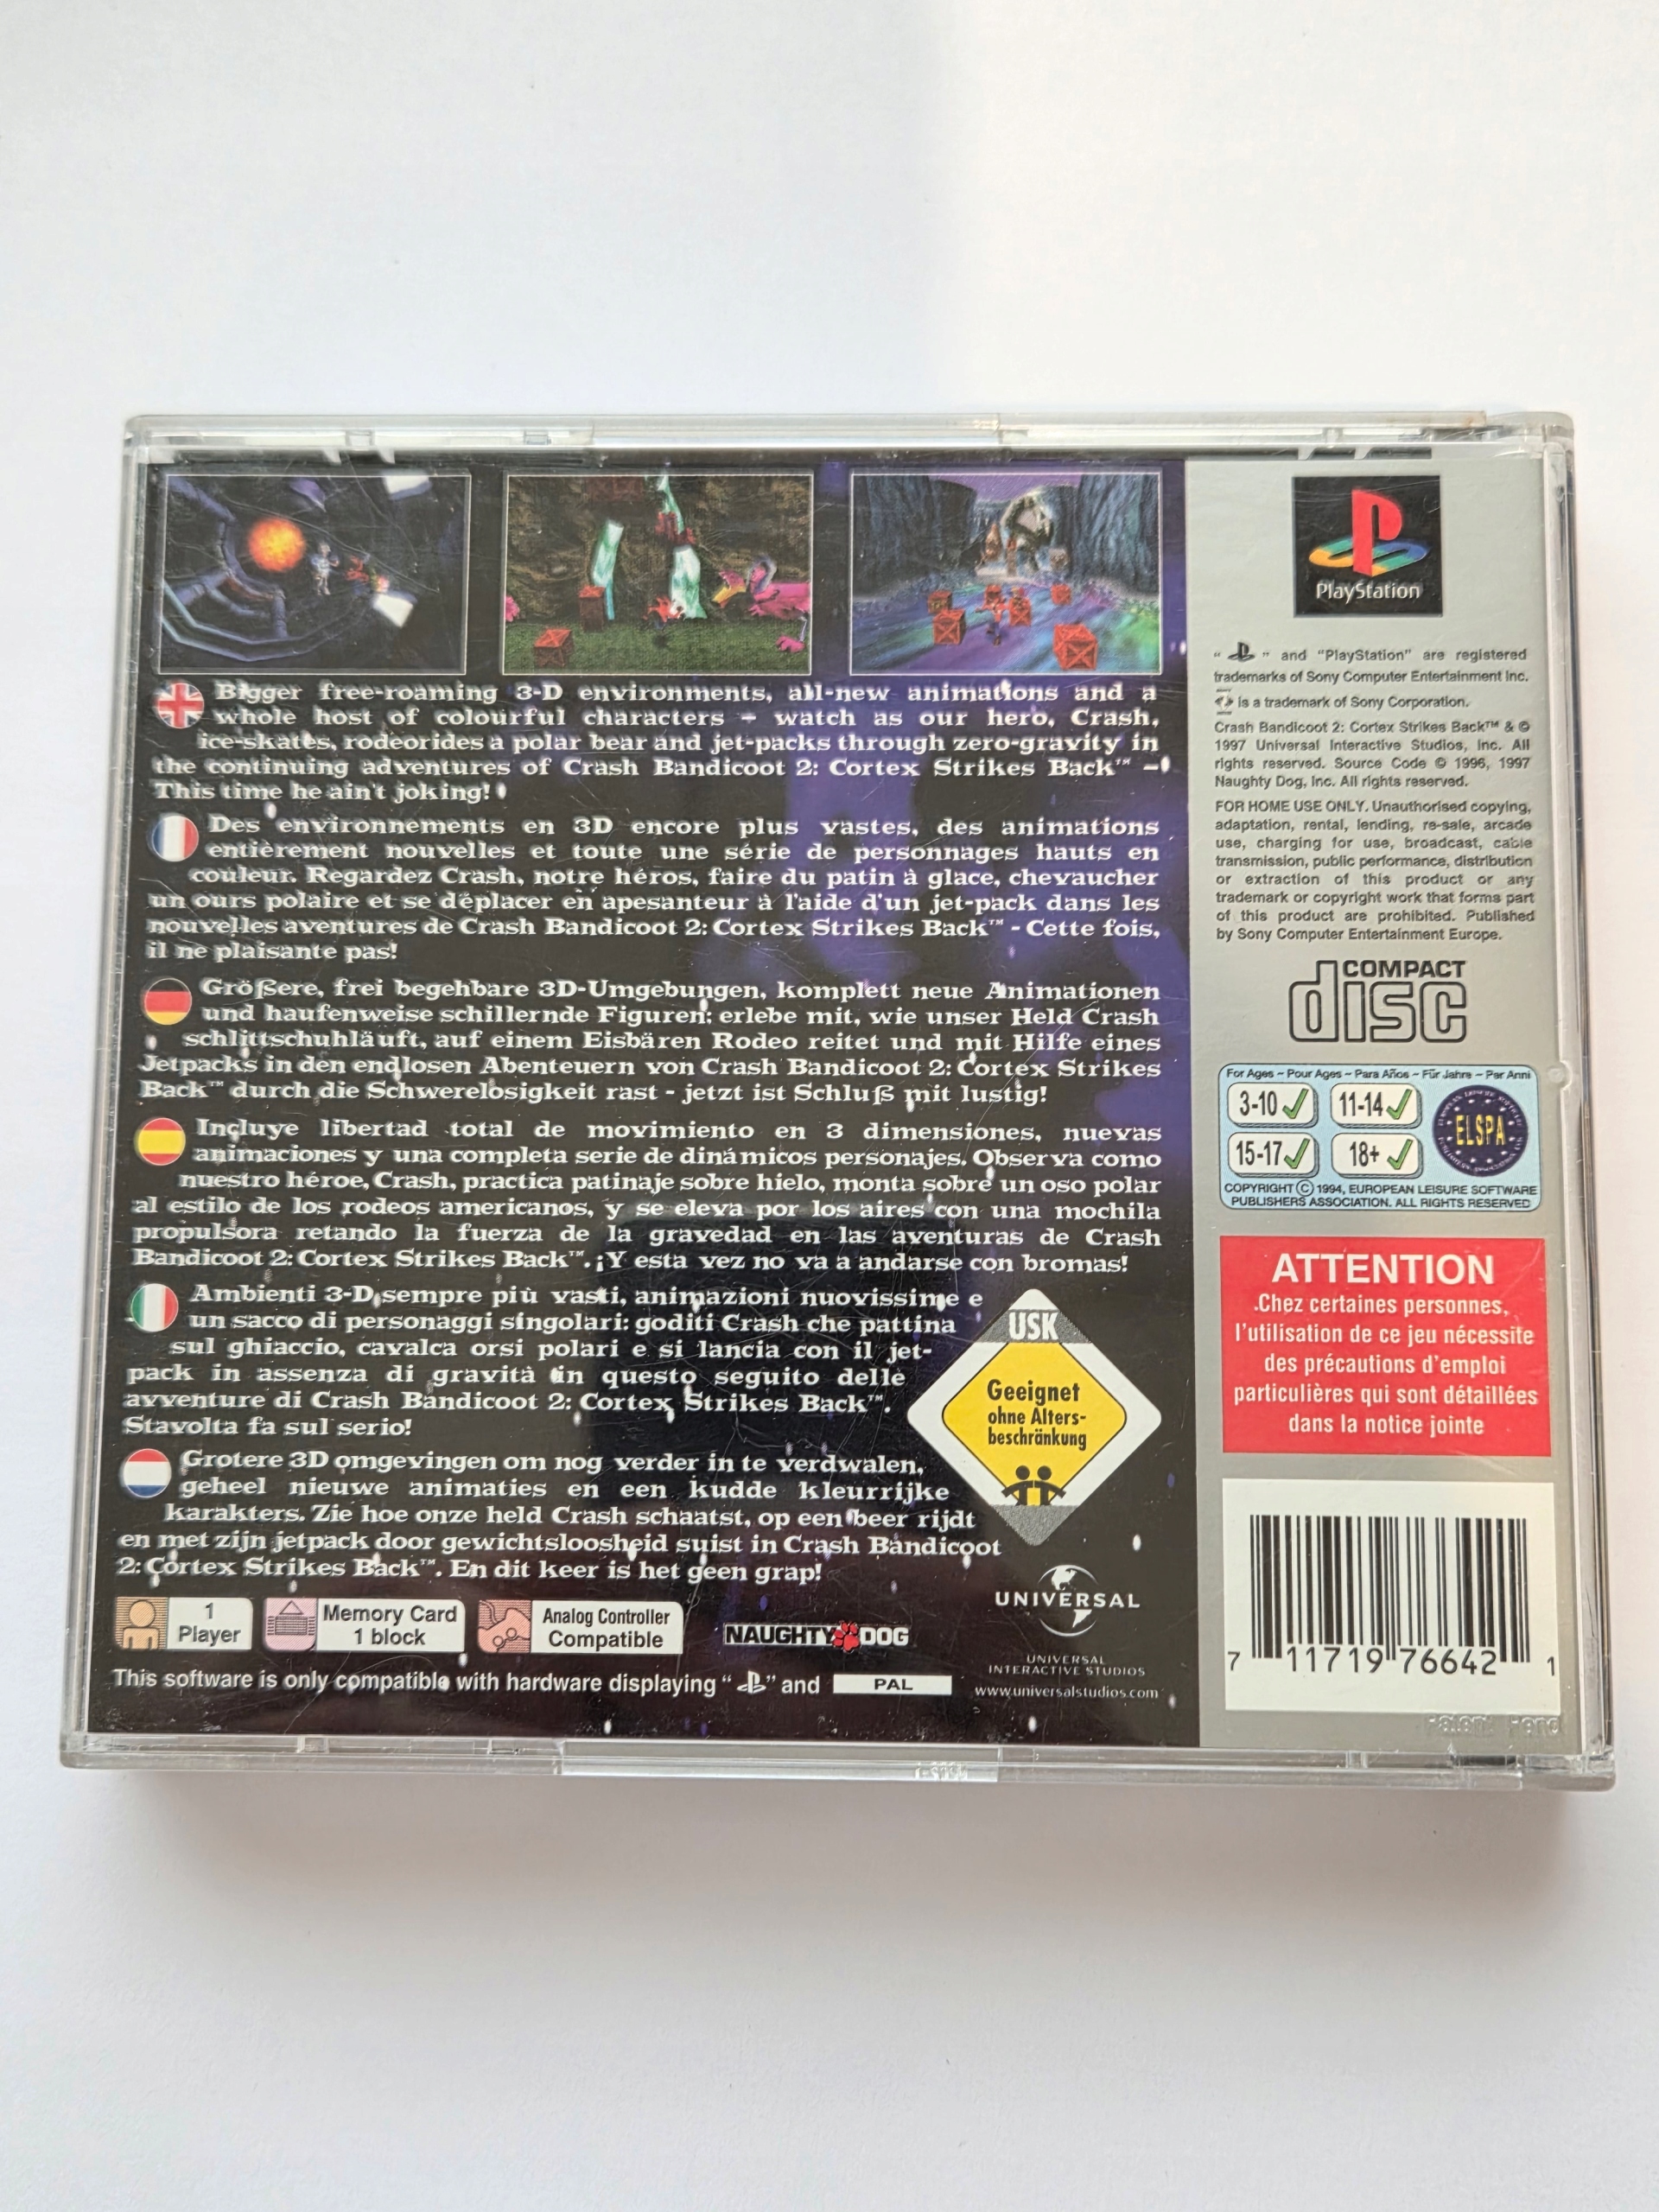 Bigger free-roaming 3-D environments, all-new animations and a
whole host of colourful characters – watch as our hero, Crash,
ice-skates, rodeorides a polar bear and jet-packs through zero-gravity in
the continuing adventures of Crash Bandicoot 2: Cortex Strikes Back™ –
This time he ain't joking!
Des environnements en 3D encore plus vastes, des animations
entièrement nouvelles et toute une série de personnages hauts en
couleur. Regardez Crash, notre héros, faire du patin à glace, chevaucher
un ours polaire et se déplacer en apesanteur à l'aide d'un jet-pack dans les
nouvelles aventures de Crash Bandicoot 2: Cortex Strikes Back™ - Cette fois,
il ne plaisante pas!
Größere, frei begehbare 3D-Umgebungen, komplett neue Animationen
und haufenweise schillernde Figuren: erlebe mit, wie unser Held Crash
schlittschuhläuft, auf einem Eisbären Rodeo reitet und mit Hilfe eines
Jetpacks in den endlosen Abenteuern von Crash Bandicoot 2: Cortex Strikes
Back™ durch die Schwerelosigkeit rast - jetzt ist Schluß mit lustig!
Incluye libertad total de movimiento en 3 dimensiones, nuevas
animaciones y una completa serie de dinámicos personajes. Observa como
nuestro héroe, Crash, practica patinaje sobre hielo, monta sobre un oso polar
al estilo de los rodeos americanos, y se eleva por los aires con una mochila
propulsora retando la fuerza de la gravedad en las aventuras de Crash
Bandicoot 2: Cortex Strikes Back™. ¡Y esta vez no va a andarse con bromas!
Ambienti 3-D sempre più vasti, animazioni nuovissime e
un sacco di personaggi singolari: goditi Crash che pattina
sul ghiaccio, cavalca orsi polari e si lancia con il jet-
pack in assenza di gravità in questo seguito delle
avventure di Crash Bandicoot 2: Cortex Strikes Back™.
Stavolta fa sul serio!
Grotere 3D omgevingen om nog verder in te verdwalen,
geheel nieuwe animaties en een kudde kleurrijke
karakters. Zie hoe onze held Crash schaatst, op een beer rijdt
en met zijn jetpack door gewichtsloosheid suist in Crash Bandicoot
2: Cortex Strikes Back™. En dit keer is het geen grap!
USK
Geeignet
ohne Alters-
beschränkung
1
Player
Memory Card
1 block
Analog Controller
Compatible
NAUGHTY DOG
UNIVERSAL
UNIVERSAL
INTERACTIVE STUDIOS
www.universalstudios.com
This software is only compatible with hardware displaying “ ” and PAL
PlayStation
“ ” and “PlayStation” are registered
trademarks of Sony Computer Entertainment Inc.
is a trademark of Sony Corporation.
Crash Bandicoot 2: Cortex Strikes Back™ & ©
1997 Universal Interactive Studios, Inc. All
rights reserved. Source Code © 1996, 1997
Naughty Dog, Inc. All rights reserved.
FOR HOME USE ONLY. Unauthorised copying,
adaptation, rental, lending, re-sale, arcade
use, charging for use, broadcast, cable
transmission, public performance, distribution
or extraction of this product or any
trademark or copyright work that forms part
of this product are prohibited. Published
by Sony Computer Entertainment Europe.
COMPACT
disc
For Ages ~ Pour Ages ~ Para Años ~ Für Jahre ~ Per Anni
3-10 11-14
15-17 18+
ELSPA
COPYRIGHT © 1994, EUROPEAN LEISURE SOFTWARE
PUBLISHERS ASSOCIATION. ALL RIGHTS RESERVED
ATTENTION
Chez certaines personnes,
l'utilisation de ce jeu nécessite
des précautions d'emploi
particulières qui sont détaillées
dans la notice jointe
7 11719 76642 1